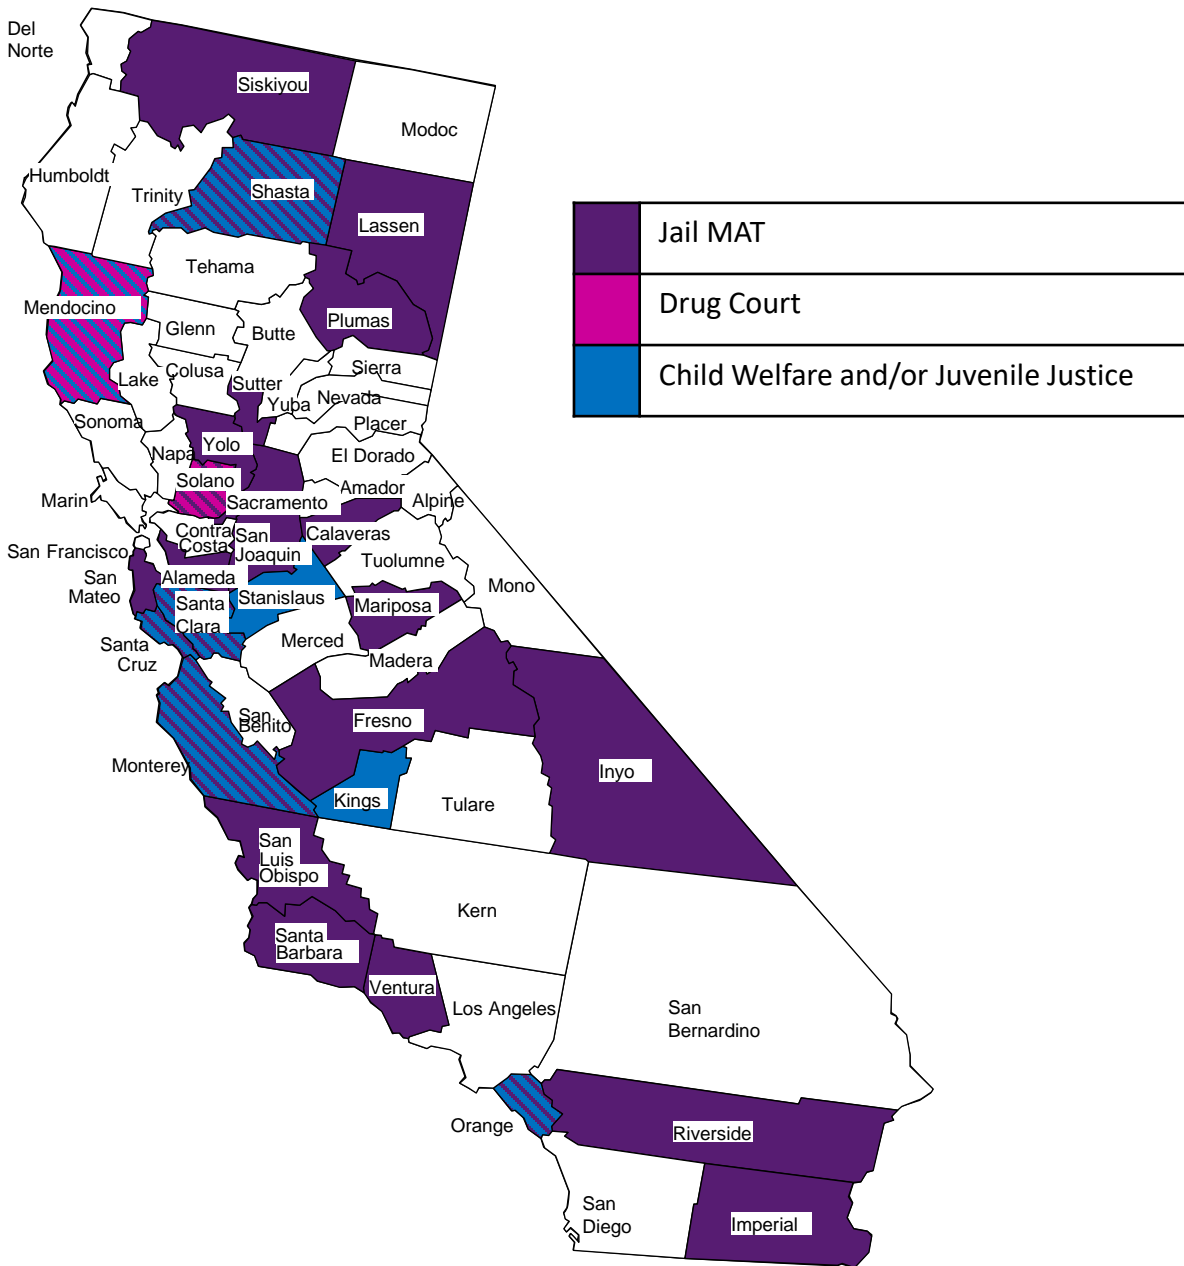 Del
Norte
Siskiyou
Modoc
Humboldt
Trinity
Shasta
Lassen
Tehama
Mendocino
Plumas
Glenn
Butte
Lake
Colusa
Sutter
Yuba
Sierra
Nevada
Placer
Sonoma
Napa
Yolo
El Dorado
Solano
Sacramento
Amador
Alpine
Marin
Contra
Costa
San
Joaquin
Calaveras
San Francisco
Tuolumne
San
Mateo
Alameda
Stanislaus
Mariposa
Mono
Santa
Clara
Merced
Santa
Cruz
Madera
San
Benito
Fresno
Monterey
Inyo
Kings
Tulare
San
Luis
Obispo
Kern
Santa
Barbara
Ventura
Los Angeles
San
Bernardino
Orange
Riverside
San
Diego
Imperial
Jail MAT
Drug Court
Child Welfare and/or Juvenile Justice